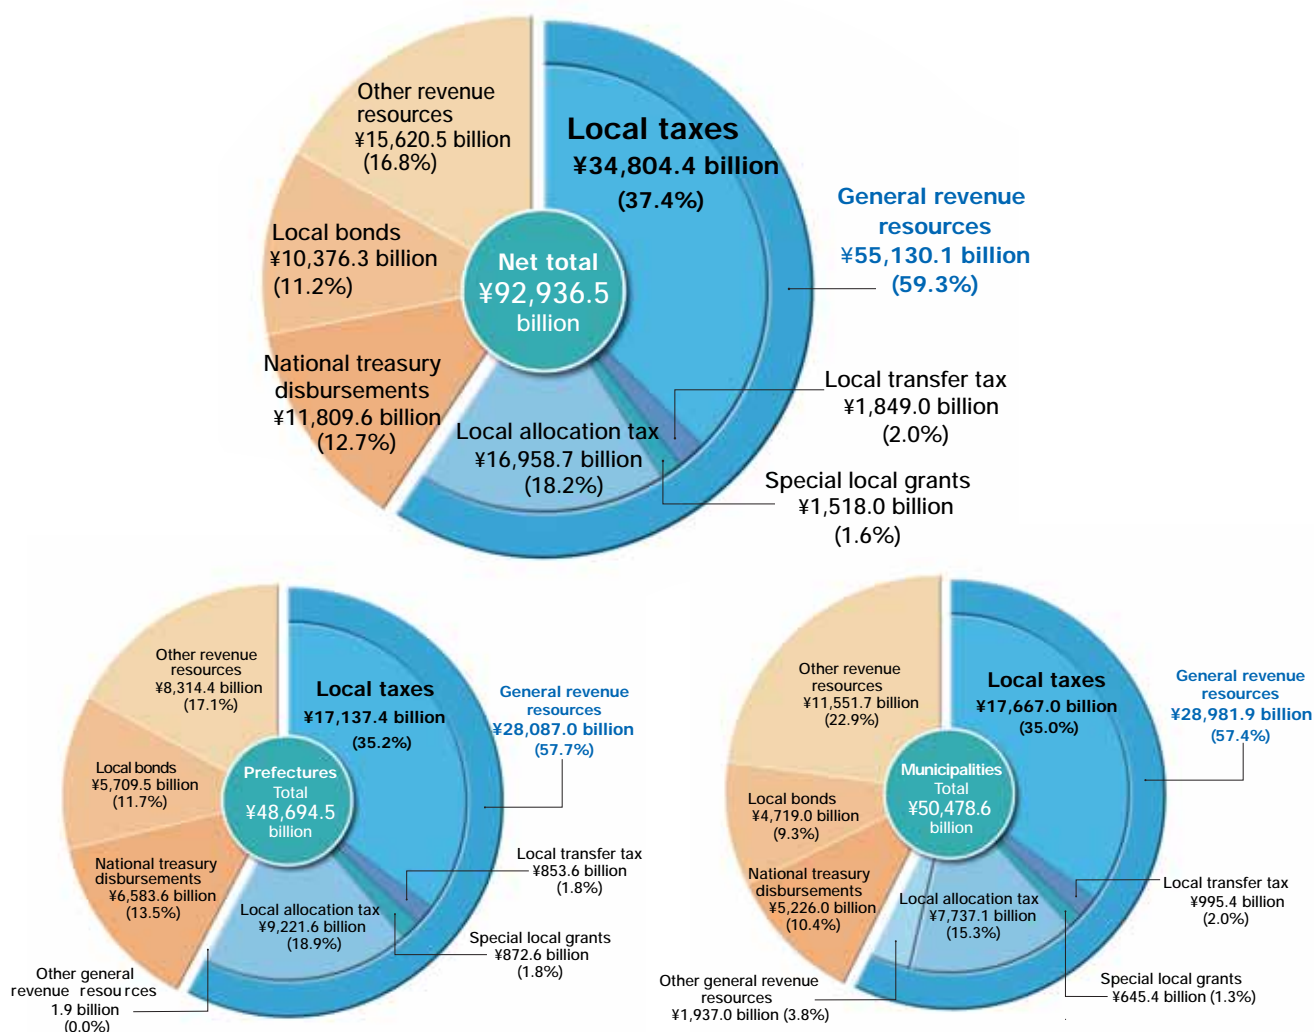 Other revenue
resources
¥15,620.5 billion
(16.8%)
Local taxes
¥34,804.4 billion
(37.4%)
General revenue
resources
¥55,130.1 billion
(59.3%)
Local bonds
¥10,376.3 billion
(11.2%)
Net total
¥92,936.5
billion
National treasury
disbursements
¥11,809.6 billion
(12.7%)
Local allocation tax
¥16,958.7 billion
(18.2%)
Local transfer tax
¥1,849.0 billion
(2.0%)
Special local grants
¥1,518.0 billion
(1.6%)
Other revenue
resources
¥8,314.4 billion
(17.1%)
Local taxes
¥17,137.4 billion
(35.2%)
General revenue
resources
¥28,087.0 billion
(57.7%)
Local bonds
¥5,709.5 billion
(11.7%)
Prefectures
Total
¥48,694.5
billion
National treasury
disbursements
¥6,583.6 billion
(13.5%)
Local allocation tax
¥9,221.6 billion
(18.9%)
Local transfer tax
¥853.6 billion
(1.8%)
Special local grants
¥872.6 billion
(1.8%)
Other general
revenue resources
1.9 billion
(0.0%)
Other revenue
resources
¥11,551.7 billion
(22.9%)
Local taxes
¥17,667.0 billion
(35.0%)
General revenue
resources
¥28,981.9 billion
(57.4%)
Local bonds
¥4,719.0 billion
(9.3%)
Municipalities
Total
¥50,478.6
billion
National treasury
disbursements
¥5,226.0 billion
(10.4%)
Local allocation tax
¥7,737.1 billion
(15.3%)
Local transfer tax
¥995.4 billion
(2.0%)
Special local grants
¥645.4 billion (1.3%)
Other general revenue
resources
¥1,937.0 billion (3.8%)